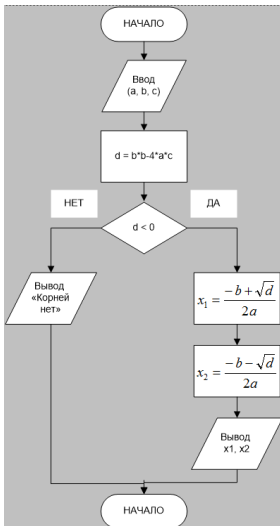 НАЧАЛО
Ввод
(a, b, c)
d = b*b-4*a*c
НЕТ
ДА
d < 0
Вывод
«Корней
нет»
x₁ = (-b + √d) / 2a
x₂ = (-b - √d) / 2a
Вывод
x1, x2
НАЧАЛО